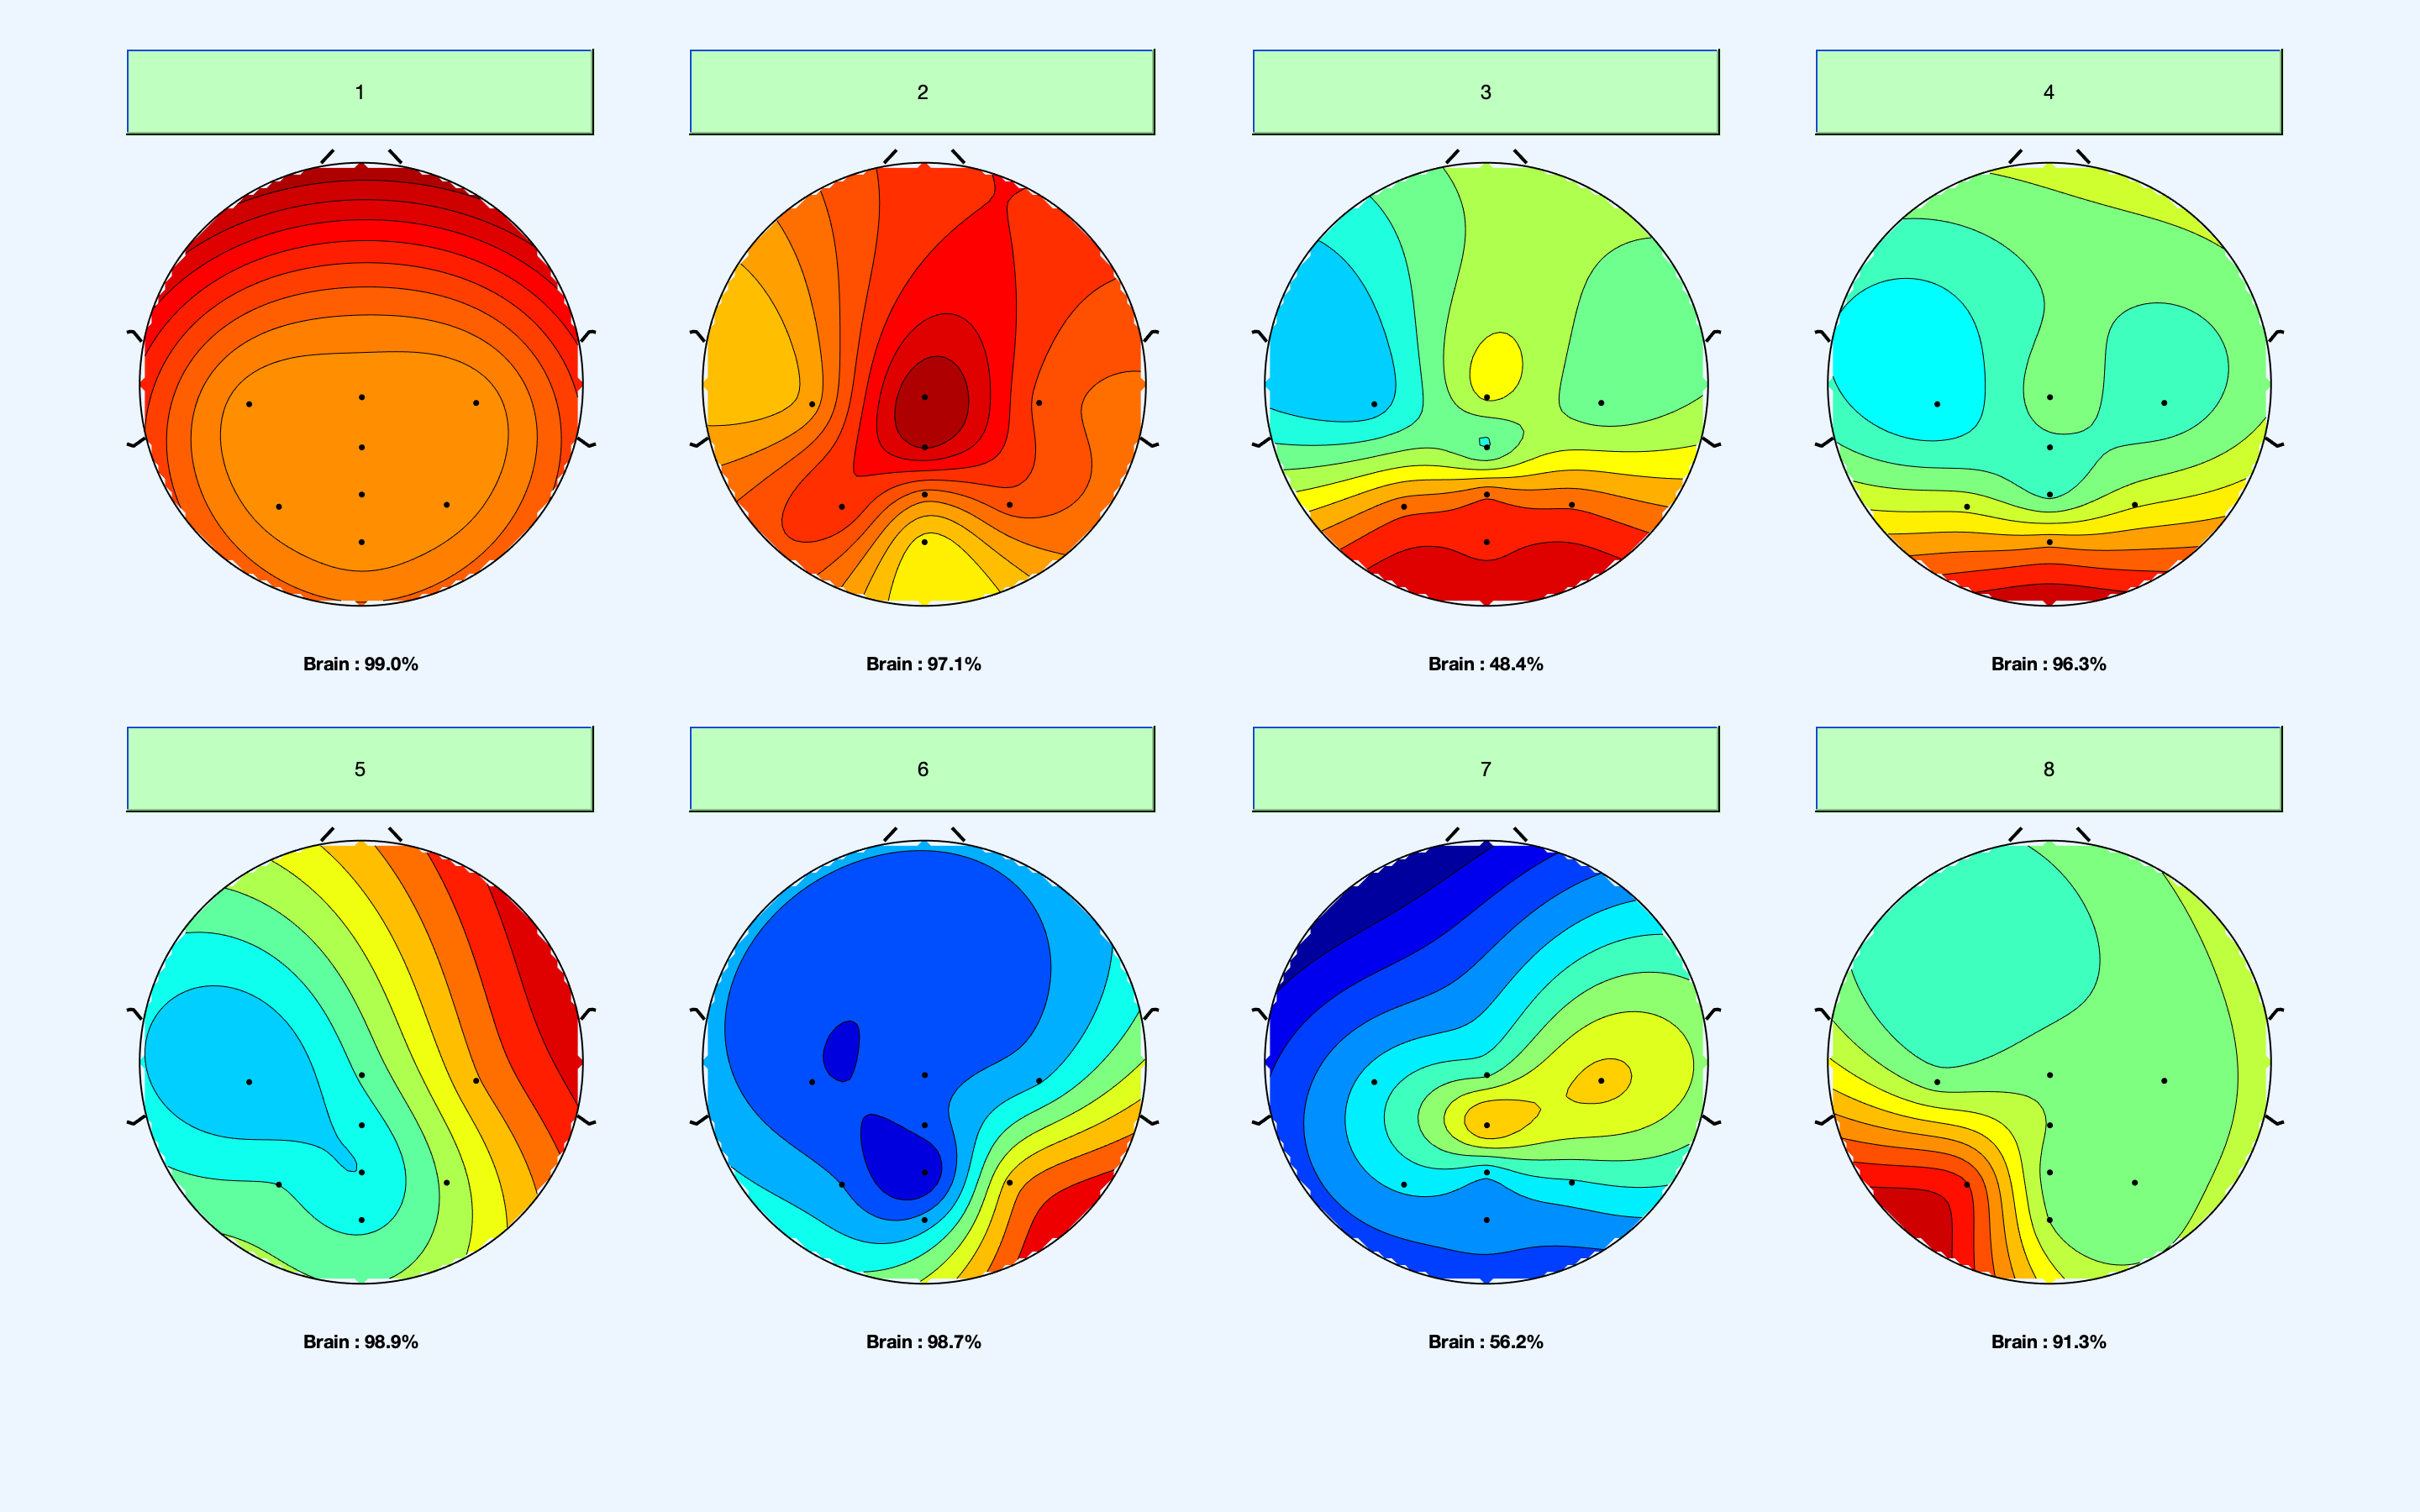 1 2 3 4
Brain : 99.0% Brain : 97.1% Brain : 48.4% Brain : 96.3%
5 6 7 8
Brain : 98.9% Brain : 98.7% Brain : 56.2% Brain : 91.3%